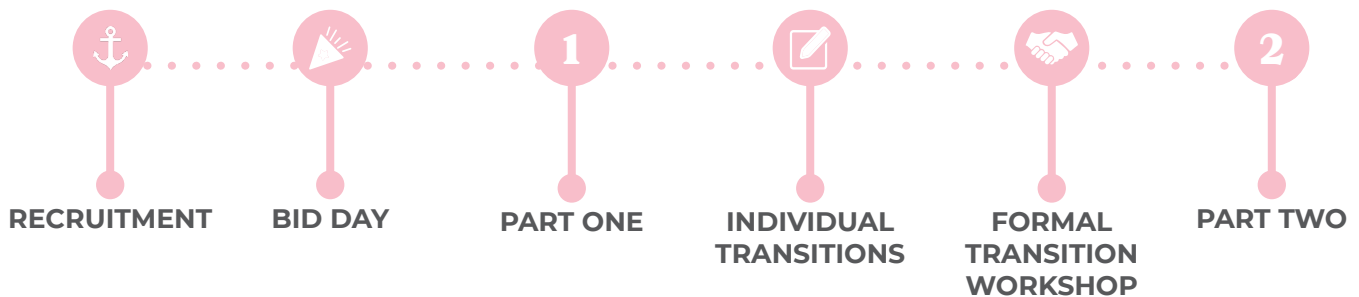 1
2
RECRUITMENT
BID DAY
PART ONE
INDIVIDUAL
TRANSITIONS
FORMAL
TRANSITION
WORKSHOP
PART TWO